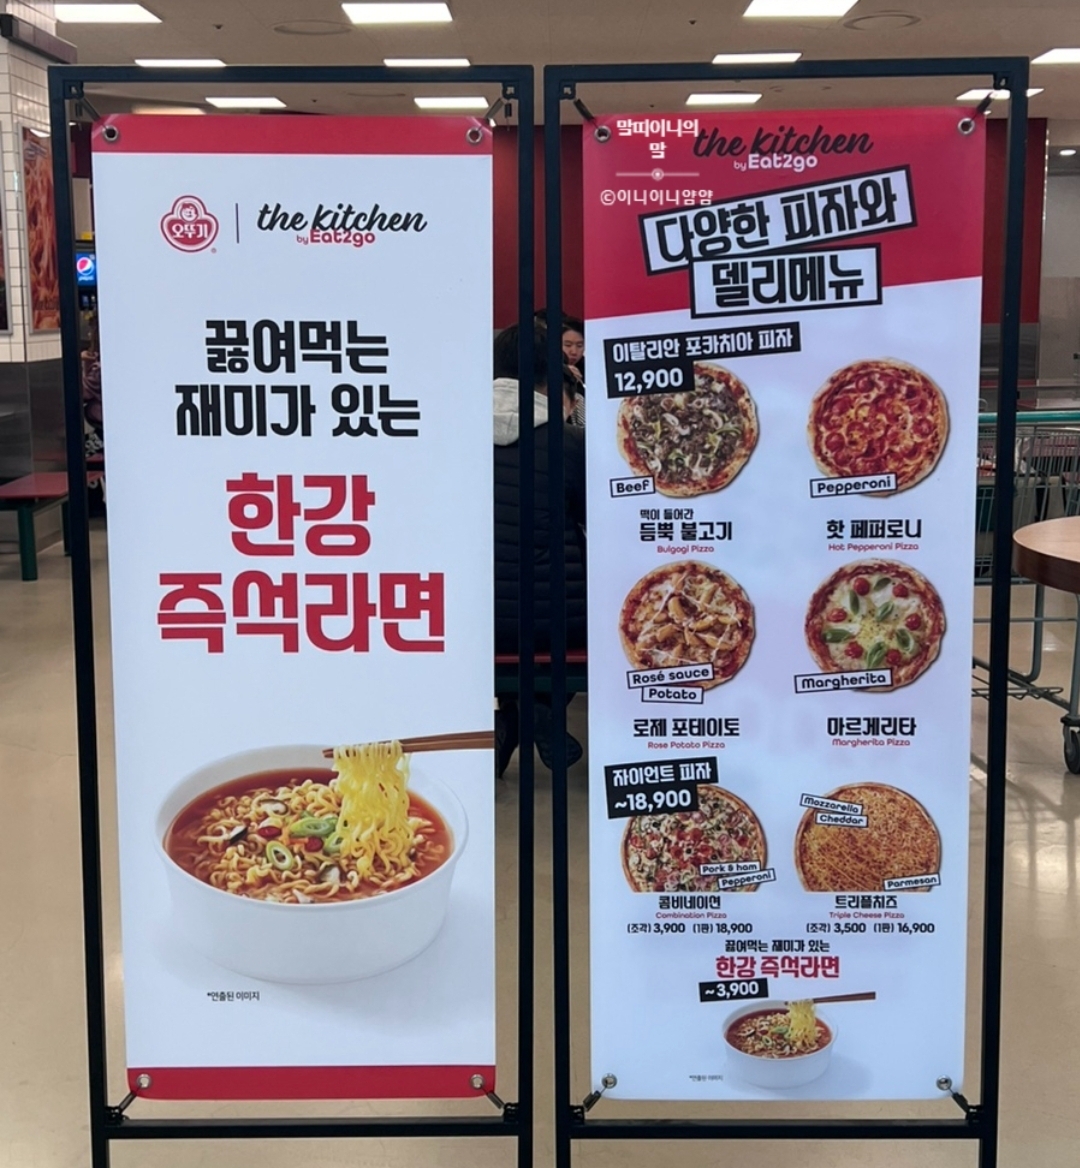 오뚜기
the kitchen
by Eat2go
끓여먹는
재미가 있는
한강
즉석라면
*연출된 이미지
말띠이니의
말
©이니이니얌얌
the kitchen
by Eat2go
다양한 피자와
델리메뉴
이탈리안 포카치아 피자
12,900
Beef
Pepperoni
떡이 들어간
듬뿍 불고기
Bulgogi Pizza
핫 페퍼로니
Hot Pepperoni Pizza
Rosé sauce
Potato
Margherita
로제 포테이토
Rose Potato Pizza
마르게리타
Margherita Pizza
자이언트 피자
~18,900
Pork & ham
Pepperoni
Mozzarella
Cheddar
Parmesan
콤비네이션
Combination Pizza
(조각) 3,900 (1판) 18,900
트리플치즈
Triple Cheese Pizza
(조각) 3,500 (1판) 16,900
끓여먹는 재미가 있는
한강 즉석라면
~3,900
*연출된 이미지